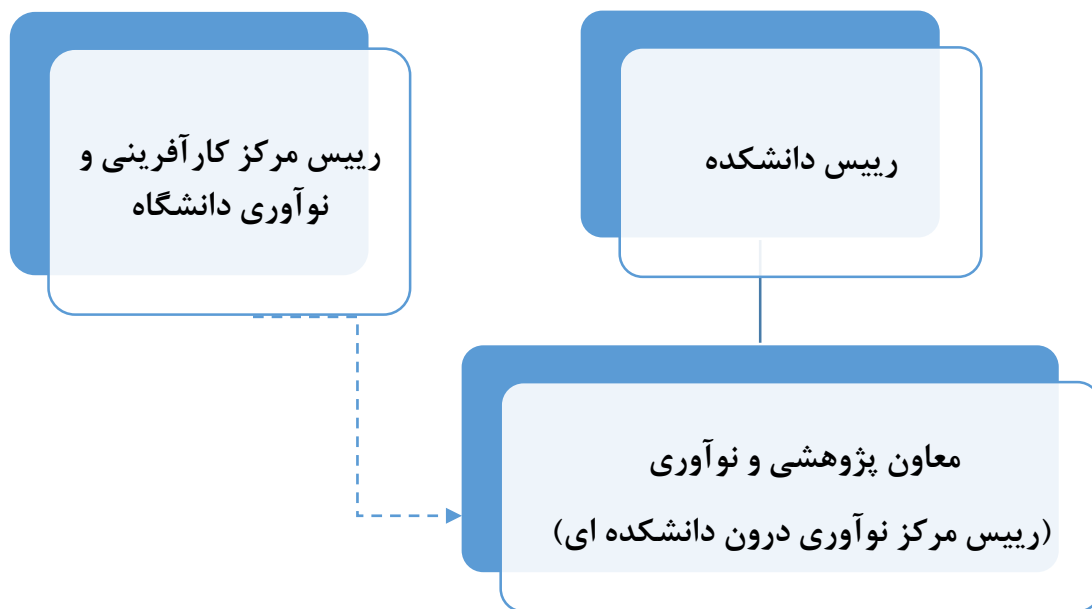 رییس دانشکده
رییس مرکز کارآفرینی و
نوآوری دانشگاه
معاون پژوهشی و نوآوری
(رییس مرکز نوآوری درون دانشکده ای)